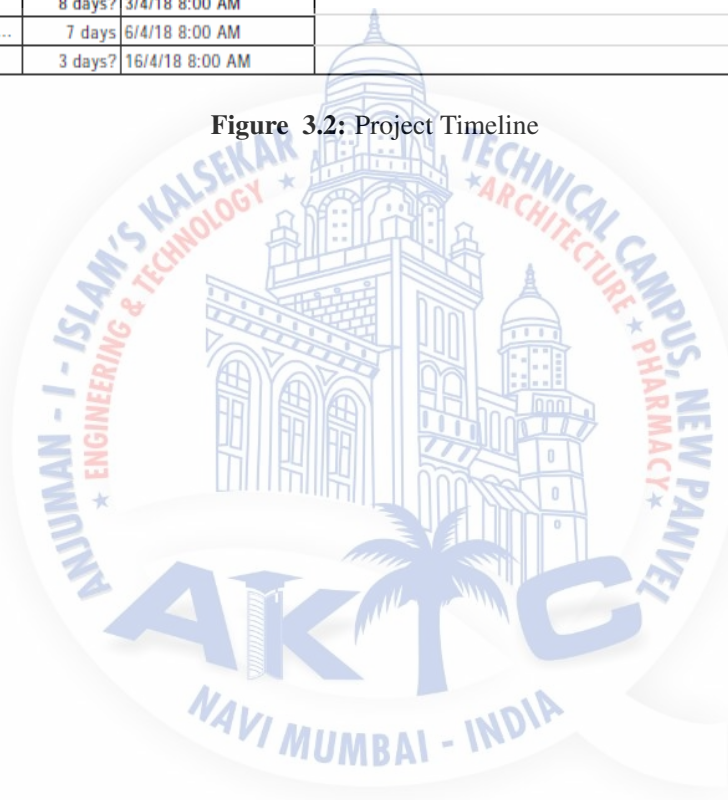 8 days? 3/4/18 8:00 AM
... 7 days 6/4/18 8:00 AM
3 days? 16/4/18 8:00 AM
Figure 3.2: Project Timeline
ANJUMAN - I - ISLAM'S KALSEKAR TECHNICAL CAMPUS, NEW PANVEL
★ ENGINEERING & TECHNOLOGY ★ ★ ARCHITECTURE ★ PHARMACY ★
AIKTC
NAVI MUMBAI - INDIA